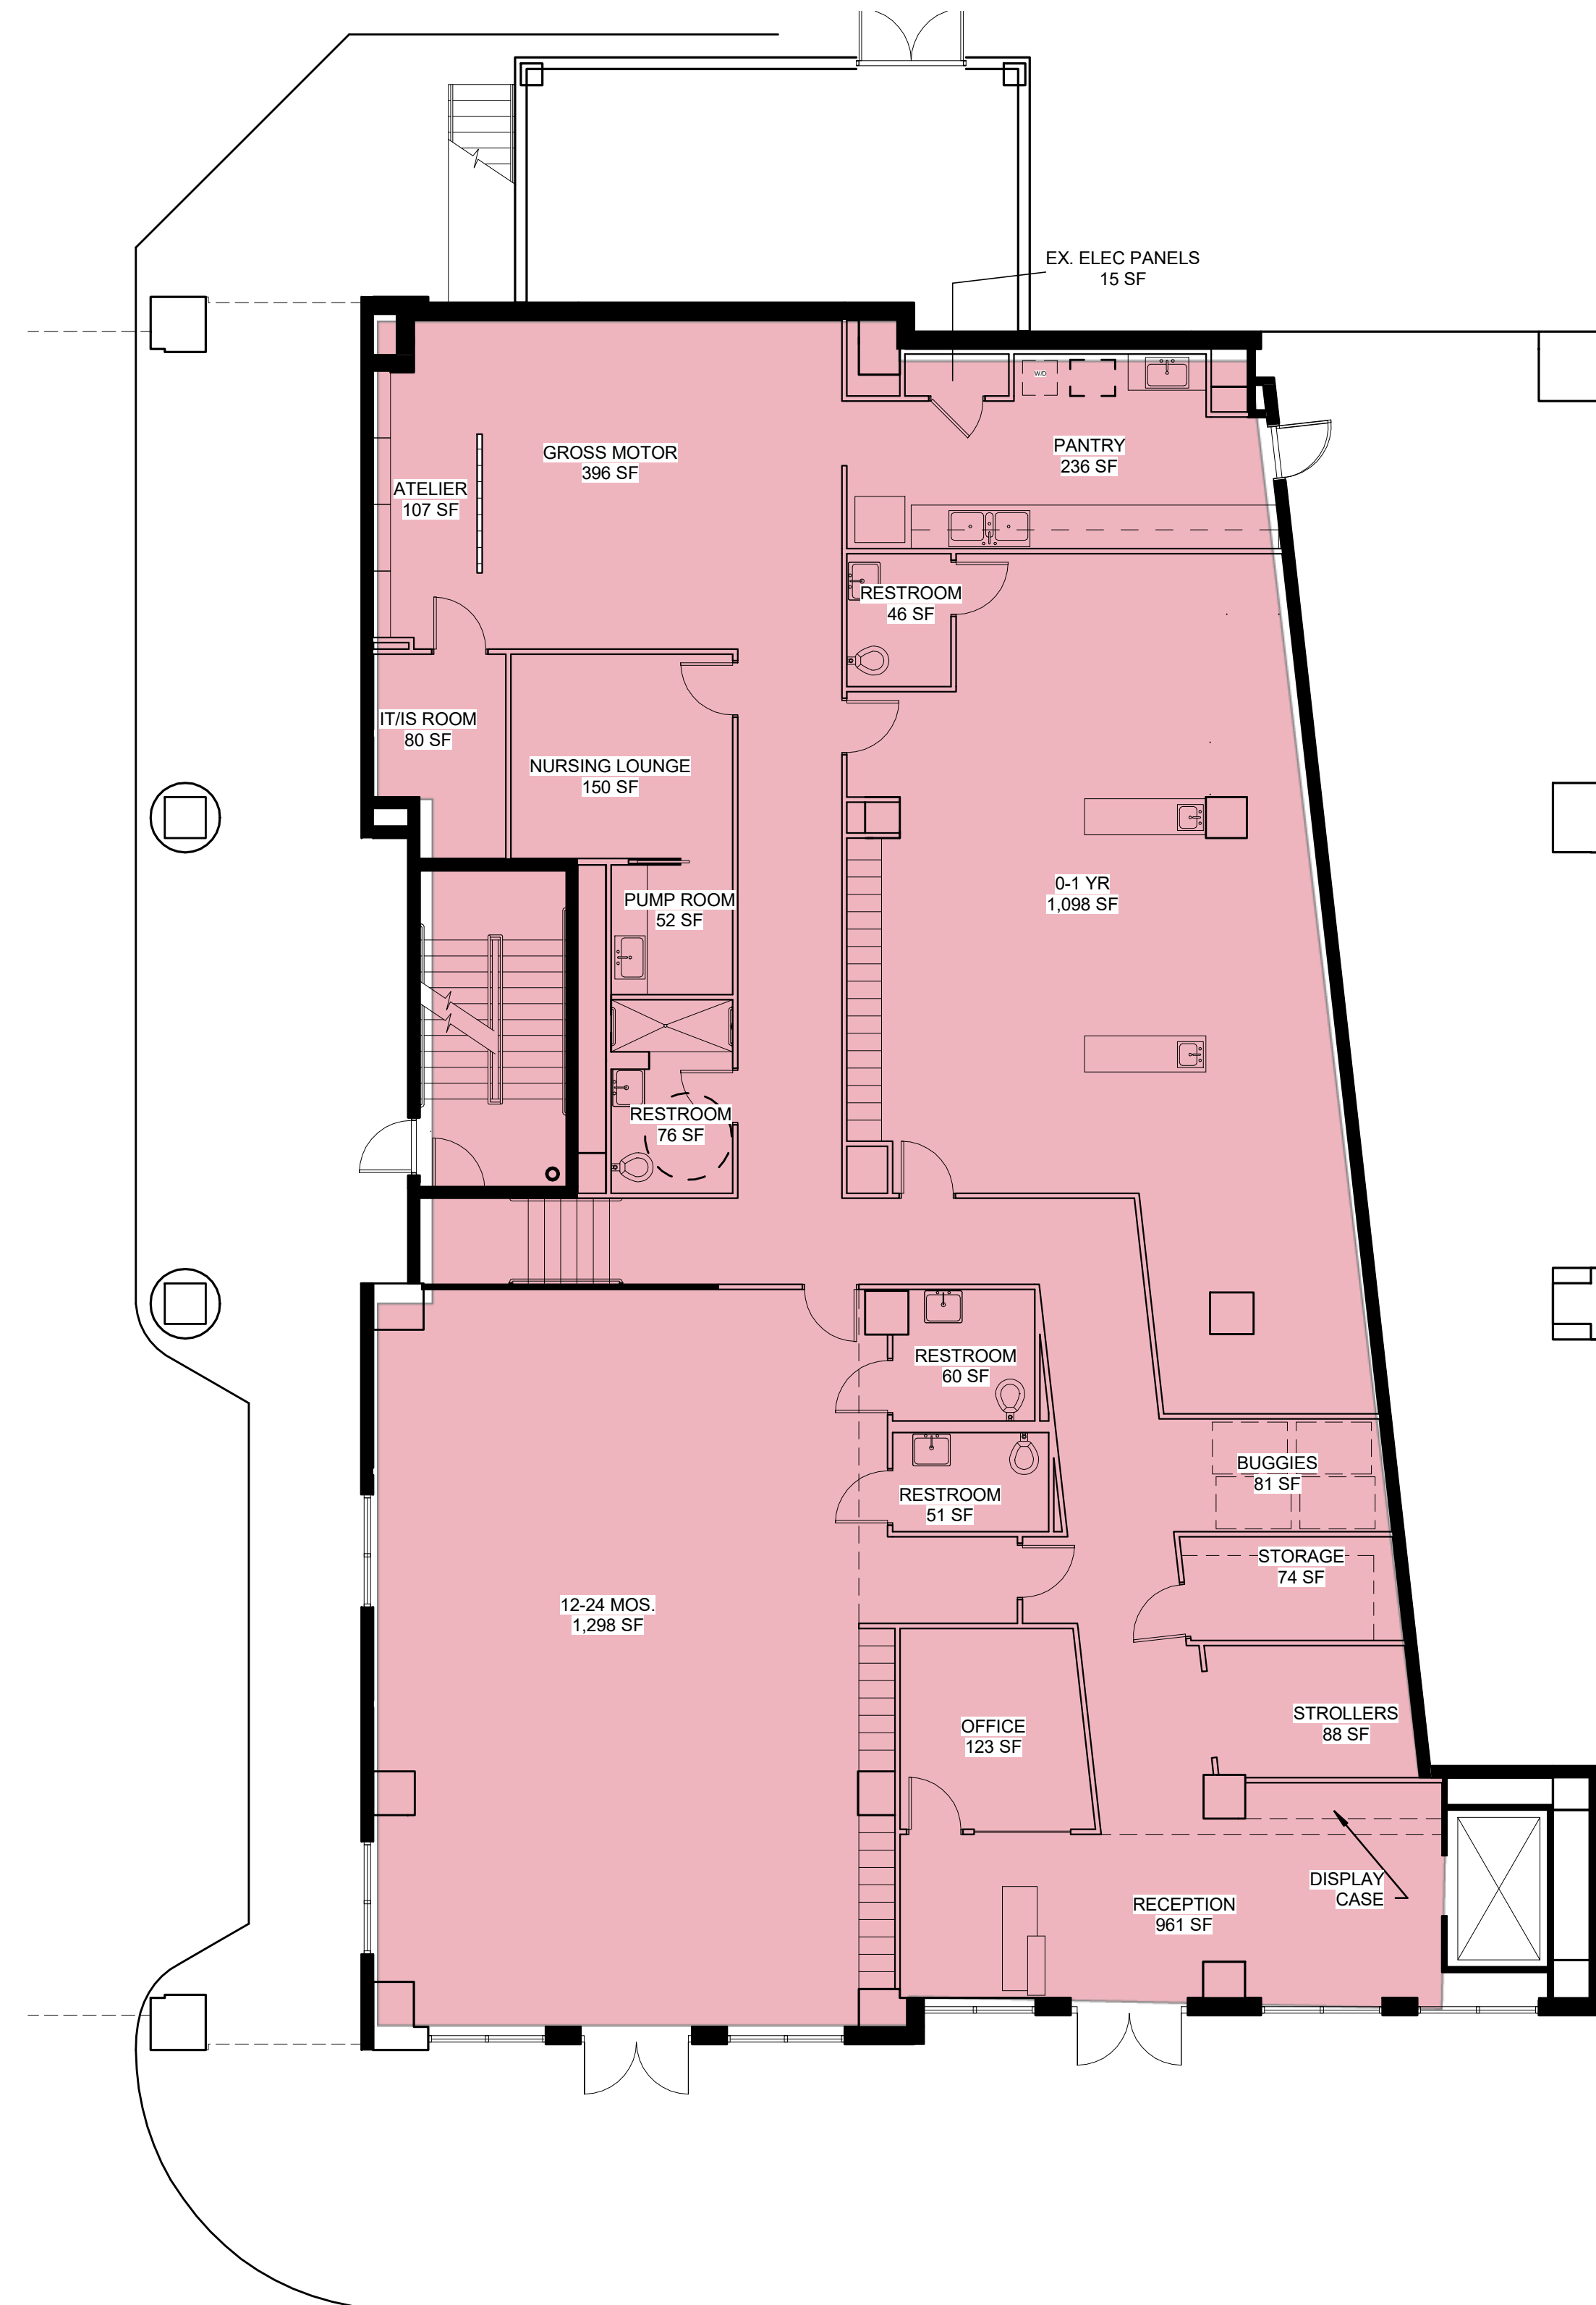 EX. ELEC PANELS
15 SF
W/D
GROSS MOTOR
396 SF
PANTRY
236 SF
ATELIER
107 SF
RESTROOM
46 SF
IT/IS ROOM
80 SF
NURSING LOUNGE
150 SF
0-1 YR
1,098 SF
PUMP ROOM
52 SF
RESTROOM
76 SF
RESTROOM
60 SF
BUGGIES
81 SF
RESTROOM
51 SF
STORAGE
74 SF
12-24 MOS.
1,298 SF
STROLLERS
88 SF
OFFICE
123 SF
DISPLAY
CASE
RECEPTION
961 SF